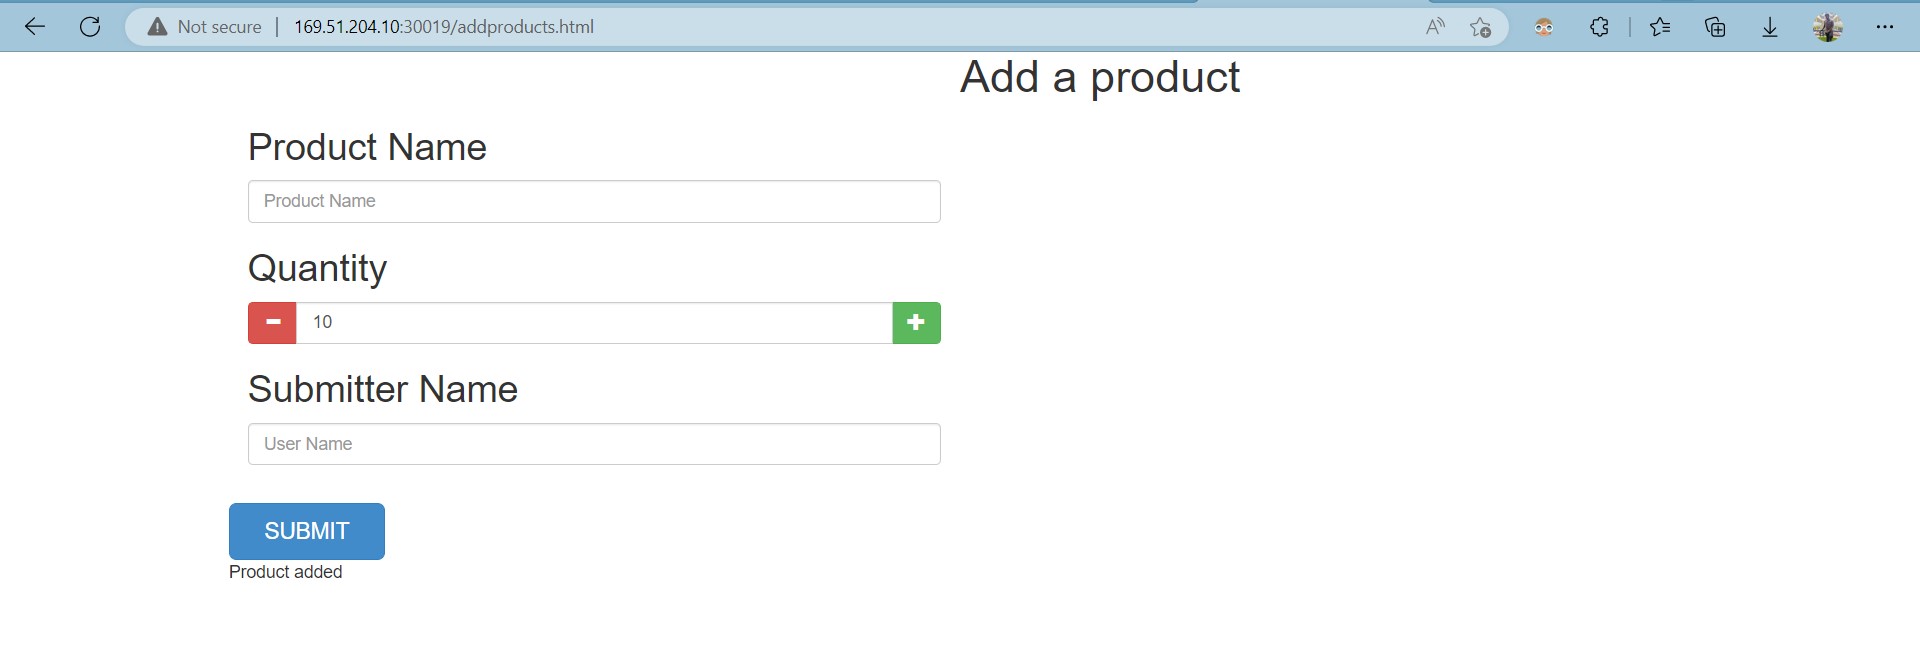 Not secure | 169.51.204.10:30019/addproducts.html
Add a product
Product Name
Product Name
Quantity
10
Submitter Name
User Name
SUBMIT
Product added